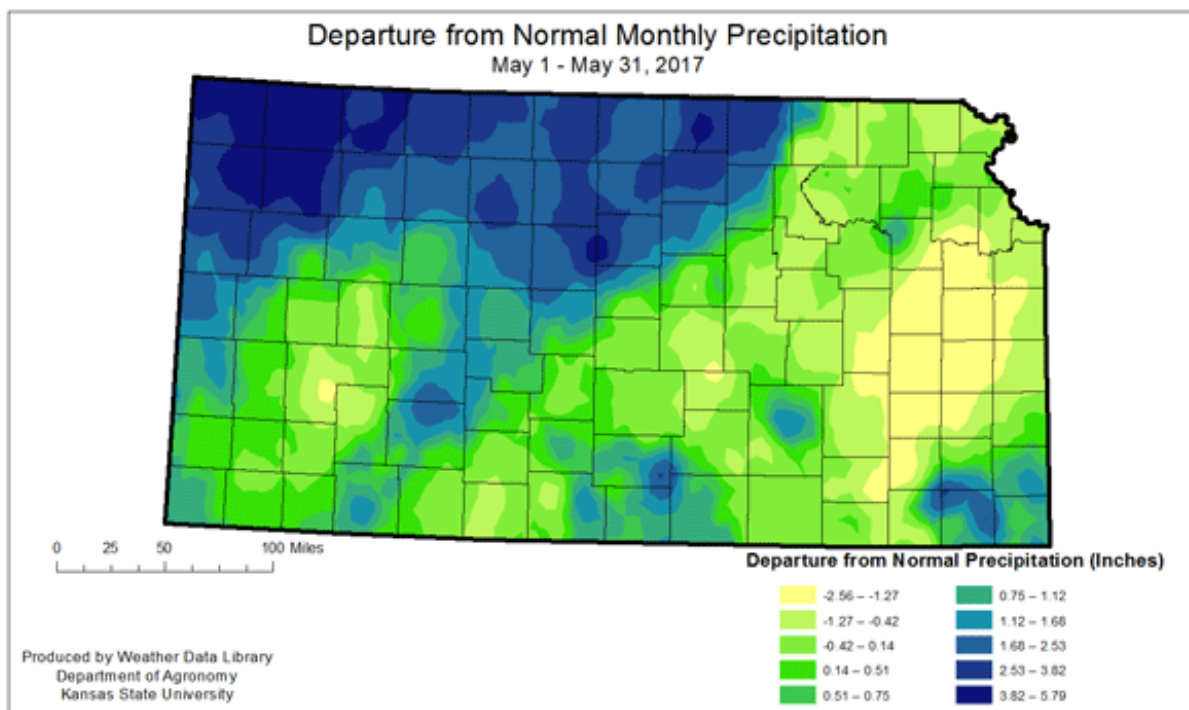 Departure from Normal Monthly Precipitation
May 1 - May 31, 2017
0 25 50 100 Miles
Departure from Normal Precipitation (Inches)
-2.56 – -1.27
-1.27 – -0.42
-0.42 – 0.14
0.14 – 0.51
0.51 – 0.75
0.75 – 1.12
1.12 – 1.68
1.68 – 2.53
2.53 – 3.82
3.82 – 5.79
Produced by Weather Data Library
Department of Agronomy
Kansas State University